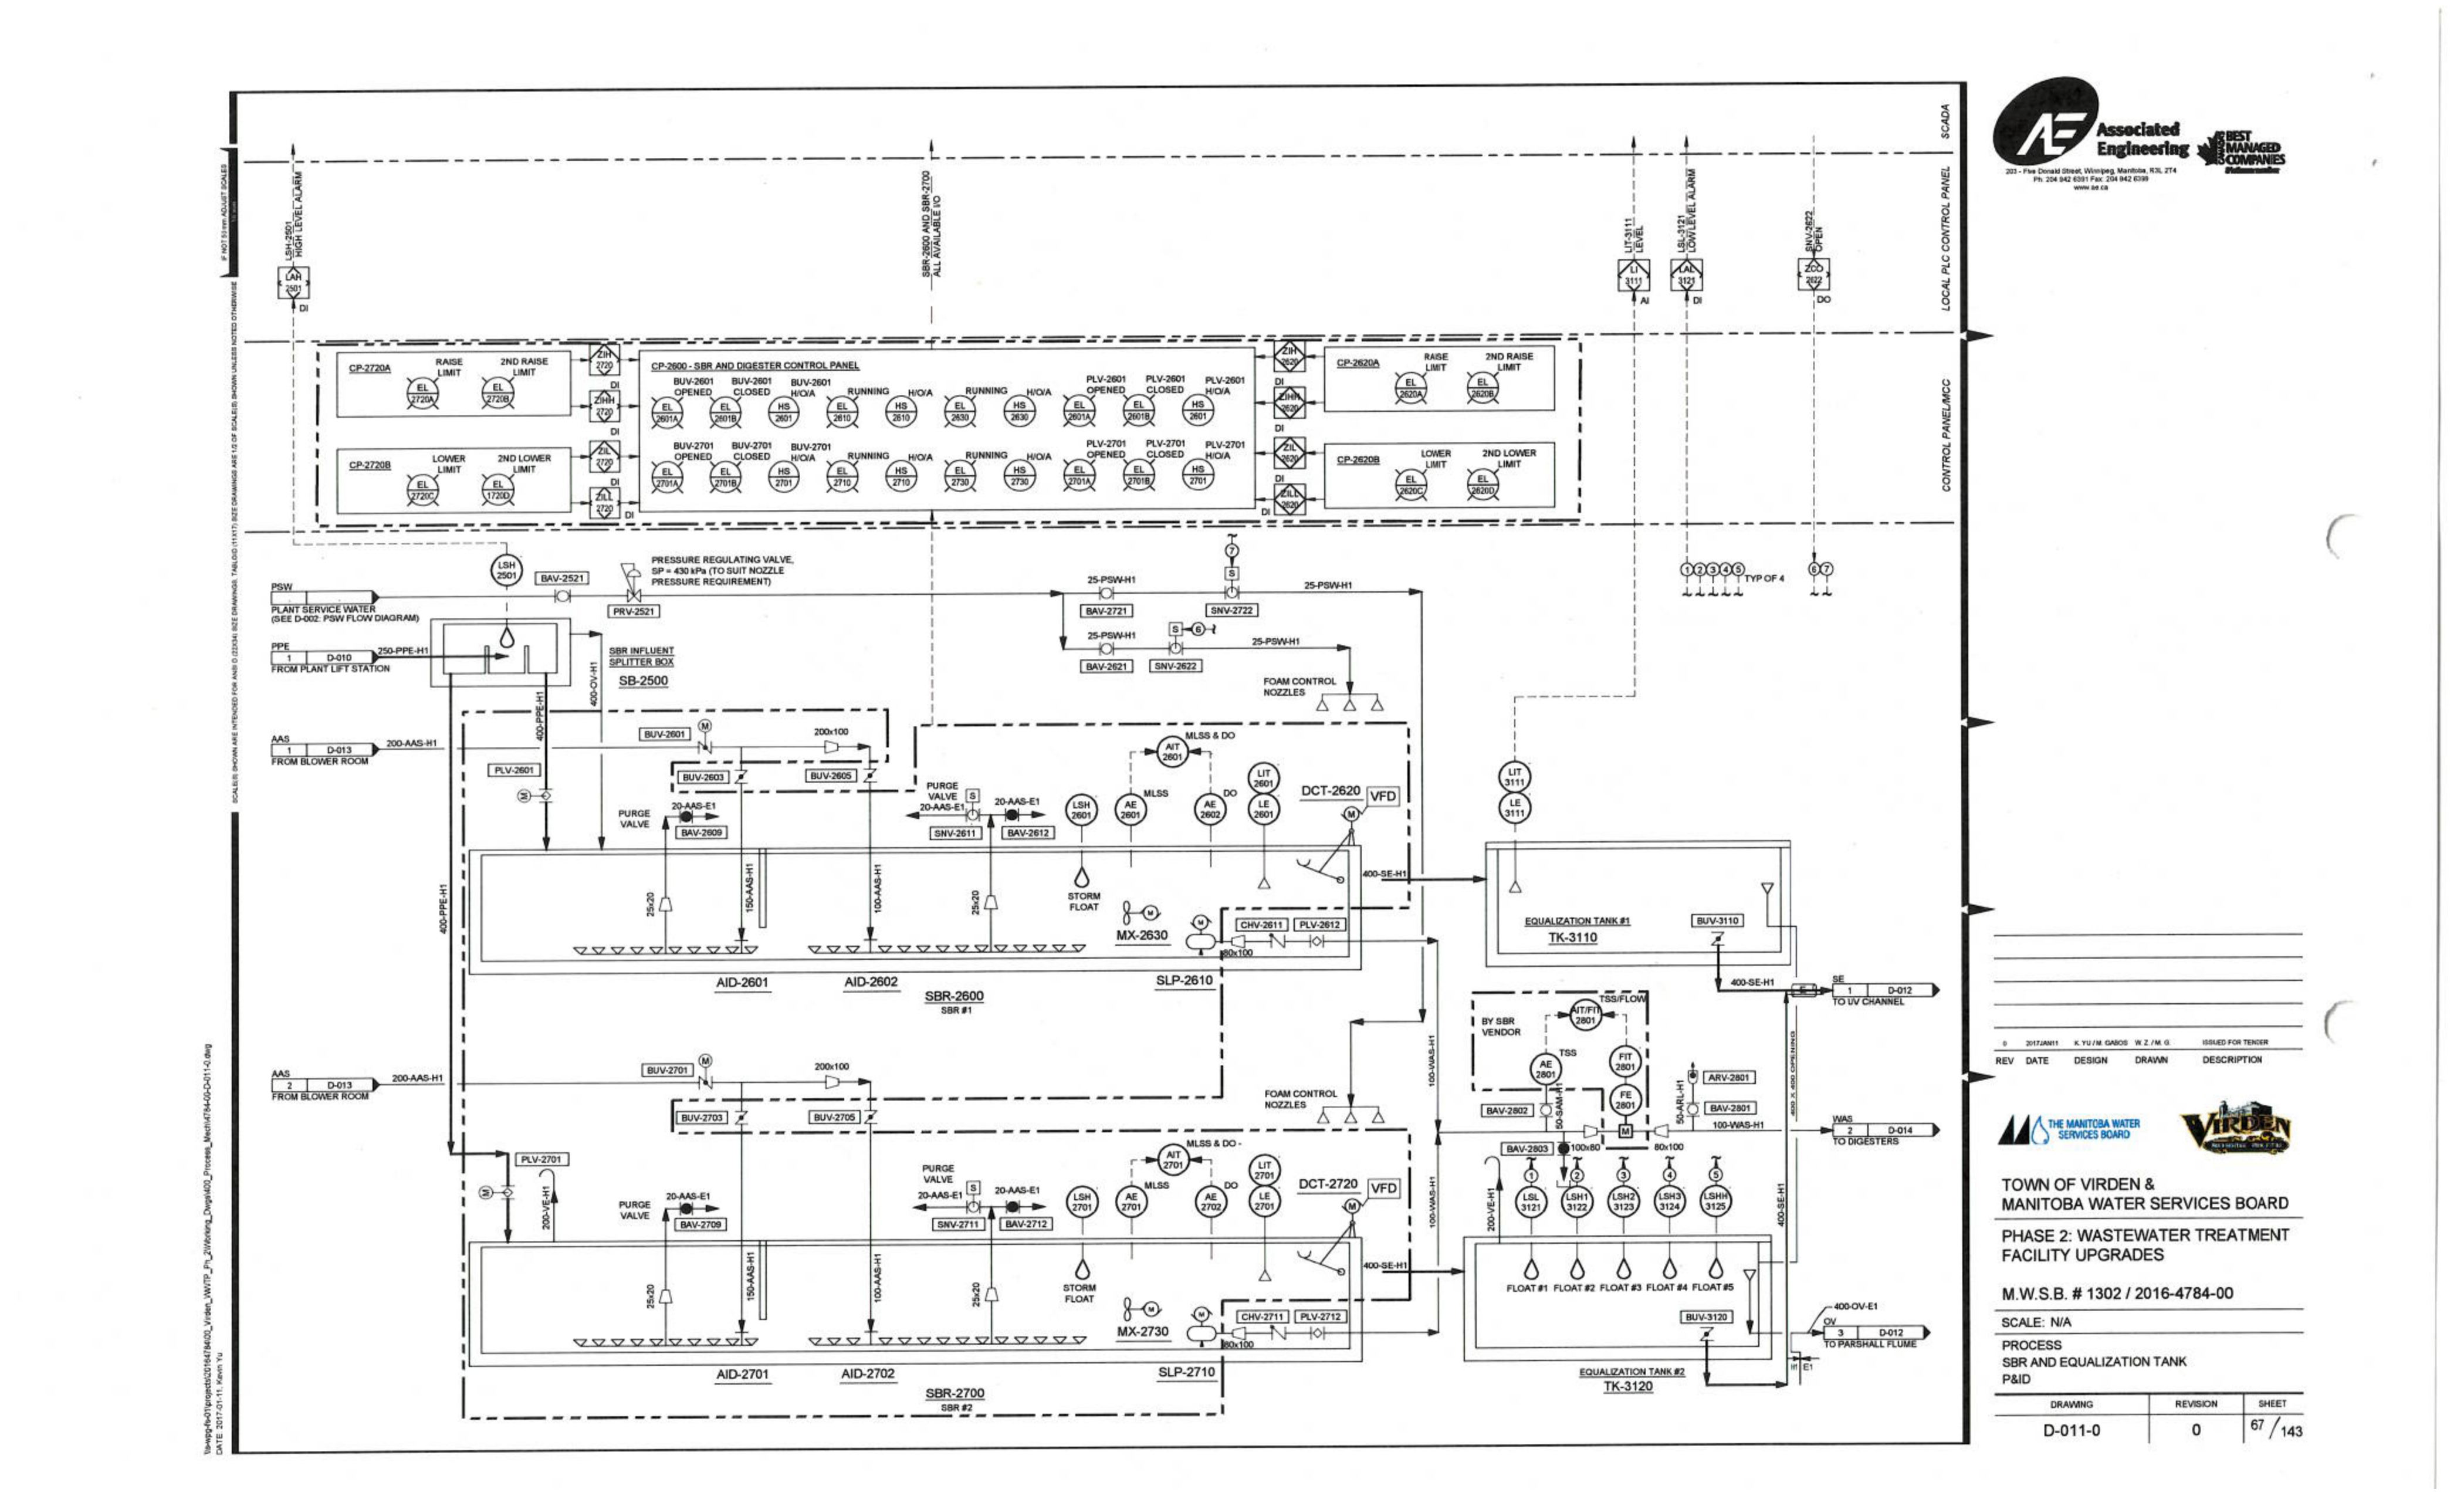 Associated
Engineering
BEST
MANAGED
COMPANIES
203 - Five Donald Street, Winnipeg, Manitoba, R3L 2T4
Ph. 204 942 6391 Fax: 204 942 6398
www.ae.ca
SCADA
LOCAL PLC CONTROL PANEL
CONTROL PANEL/MCC
IF NOT 50 mm ADJUST SCALES
SCALE(S) SHOWN ARE INTENDED FOR ANSI D (22X34) SIZE DRAWINGS. TABLOID (11X17) SIZE DRAWINGS ARE 1/2 OF SCALE(S) SHOWN UNLESS NOTED OTHERWISE
LSH-2501
HIGH LEVEL ALARM
LAH
2501
DI
SBR-2600 AND SBR-2700
ALL AVAILABLE I/O
LIT-3111
LEVEL
LI
3111
AI
LSL-3121
LOW LEVEL ALARM
LAL
3121
DI
SNV-2622
OPEN
ZCO
2622
DO
CP-2720A
RAISE
LIMIT
2ND RAISE
LIMIT
EL
2720A
EL
2720B
CP-2720B
LOWER
LIMIT
2ND LOWER
LIMIT
EL
2720C
EL
1720D
ZIH
2720
DI
ZIHH
2720
DI
ZIL
2720
DI
ZILL
2720
DI
CP-2600 - SBR AND DIGESTER CONTROL PANEL
BUV-2601 BUV-2601 BUV-2601 PLV-2601 PLV-2601 PLV-2601
OPENED CLOSED H/O/A RUNNING H/O/A RUNNING H/O/A OPENED CLOSED H/O/A
EL EL HS EL HS EL HS EL EL HS
2601A 2601B 2601 2610 2610 2630 2630 2601A 2601B 2601
BUV-2701 BUV-2701 BUV-2701 PLV-2701 PLV-2701 PLV-2701
OPENED CLOSED H/O/A RUNNING H/O/A RUNNING H/O/A OPENED CLOSED H/O/A
EL EL HS EL HS EL HS EL EL HS
2701A 2701B 2701 2710 2710 2730 2730 2701A 2701B 2701
ZIH
2620
DI
ZIHH
2620
DI
ZIL
2620
DI
ZILL
2620
DI
CP-2620A
RAISE
LIMIT
2ND RAISE
LIMIT
EL
2620A
EL
2620B
CP-2620B
LOWER
LIMIT
2ND LOWER
LIMIT
EL
2620C
EL
2620D
LSH
2501
BAV-2521
PRESSURE REGULATING VALVE,
SP = 430 kPa (TO SUIT NOZZLE
PRESSURE REQUIREMENT)
PRV-2521
PSW
PLANT SERVICE WATER
(SEE D-002: PSW FLOW DIAGRAM)
PPE
1 D-010
FROM PLANT LIFT STATION
250-PPE-H1
400-OV-H1
SBR INFLUENT
SPLITTER BOX
SB-2500
400-PPE-H1
400-PPE-H1
7
S
25-PSW-H1
BAV-2721
SNV-2722
25-PSW-H1
25-PSW-H1
S 6
BAV-2621
SNV-2622
25-PSW-H1
FOAM CONTROL
NOZZLES
1 2 3 4 5 TYP OF 4
6 7
AAS
1 D-013
FROM BLOWER ROOM
200-AAS-H1
BUV-2601
M
200x100
PLV-2601
M
BUV-2603
BUV-2605
PURGE
VALVE
20-AAS-E1
BAV-2609
PURGE
VALVE S
20-AAS-E1 20-AAS-E1
SNV-2611
BAV-2612
LSH
2601
AE
2601
MLSS
AIT
2601
MLSS & DO
AE
2602
DO
LIT
2601
LE
2601
DCT-2620
VFD
M
25x20
150-AAS-H1
100-AAS-H1
25x20
STORM
FLOAT
MX-2630
M
M
CHV-2611
PLV-2612
80x100
400-SE-H1
AID-2601
AID-2602
SBR-2600
SBR #1
SLP-2610
LIT
3111
LE
3111
EQUALIZATION TANK #1
TK-3110
BUV-3110
400-SE-H1
E
SE
1 D-012
TO UV CHANNEL
BY SBR
VENDOR
TSS/FLOW
AIT/FIT
2801
TSS
AE
2801
FIT
2801
FE
2801
BAV-2802
50-SAM-H1
BAV-2803
100x80
M
80x100
50-ARL-H1
ARV-2801
BAV-2801
100-WAS-H1
400 X 400 OPENING
WAS
2 D-014
TO DIGESTERS
100-WAS-H1
100-WAS-H1
AAS
2 D-013
FROM BLOWER ROOM
200-AAS-H1
BUV-2701
M
200x100
BUV-2703
BUV-2705
FOAM CONTROL
NOZZLES
PLV-2701
M
200-VE-H1
PURGE
VALVE
20-AAS-E1
BAV-2709
PURGE
VALVE
S
20-AAS-E1 20-AAS-E1
SNV-2711
BAV-2712
LSH
2701
AE
2701
MLSS
AIT
2701
MLSS & DO -
AE
2702
DO
LIT
2701
LE
2701
DCT-2720
VFD
M
25x20
150-AAS-H1
100-AAS-H1
25x20
STORM
FLOAT
MX-2730
M
M
CHV-2711
PLV-2712
80x100
400-SE-H1
AID-2701
AID-2702
SBR-2700
SBR #2
SLP-2710
200-VE-H1
1 2 3 4 5
LSL LSH1 LSH2 LSH3 LSHH
3121 3122 3123 3124 3125
FLOAT #1 FLOAT #2 FLOAT #3 FLOAT #4 FLOAT #5
400-SE-H1
BUV-3120
EQUALIZATION TANK #2
TK-3120
400-OV-E1
OV
3 D-012
TO PARSHALL FLUME
H1 E1
0 2017JAN11 K. YU / M. GABOS W. Z. / M. G. ISSUED FOR TENDER
REV DATE DESIGN DRAWN DESCRIPTION
THE MANITOBA WATER
SERVICES BOARD
VIRDEN
TOWN OF VIRDEN &
MANITOBA WATER SERVICES BOARD
PHASE 2: WASTEWATER TREATMENT
FACILITY UPGRADES
M.W.S.B. # 1302 / 2016-4784-00
SCALE: N/A
PROCESS
SBR AND EQUALIZATION TANK
P&ID
DRAWING REVISION SHEET
D-011-0 0 67/143
DATE: 2017-01-11, Kevin Yu